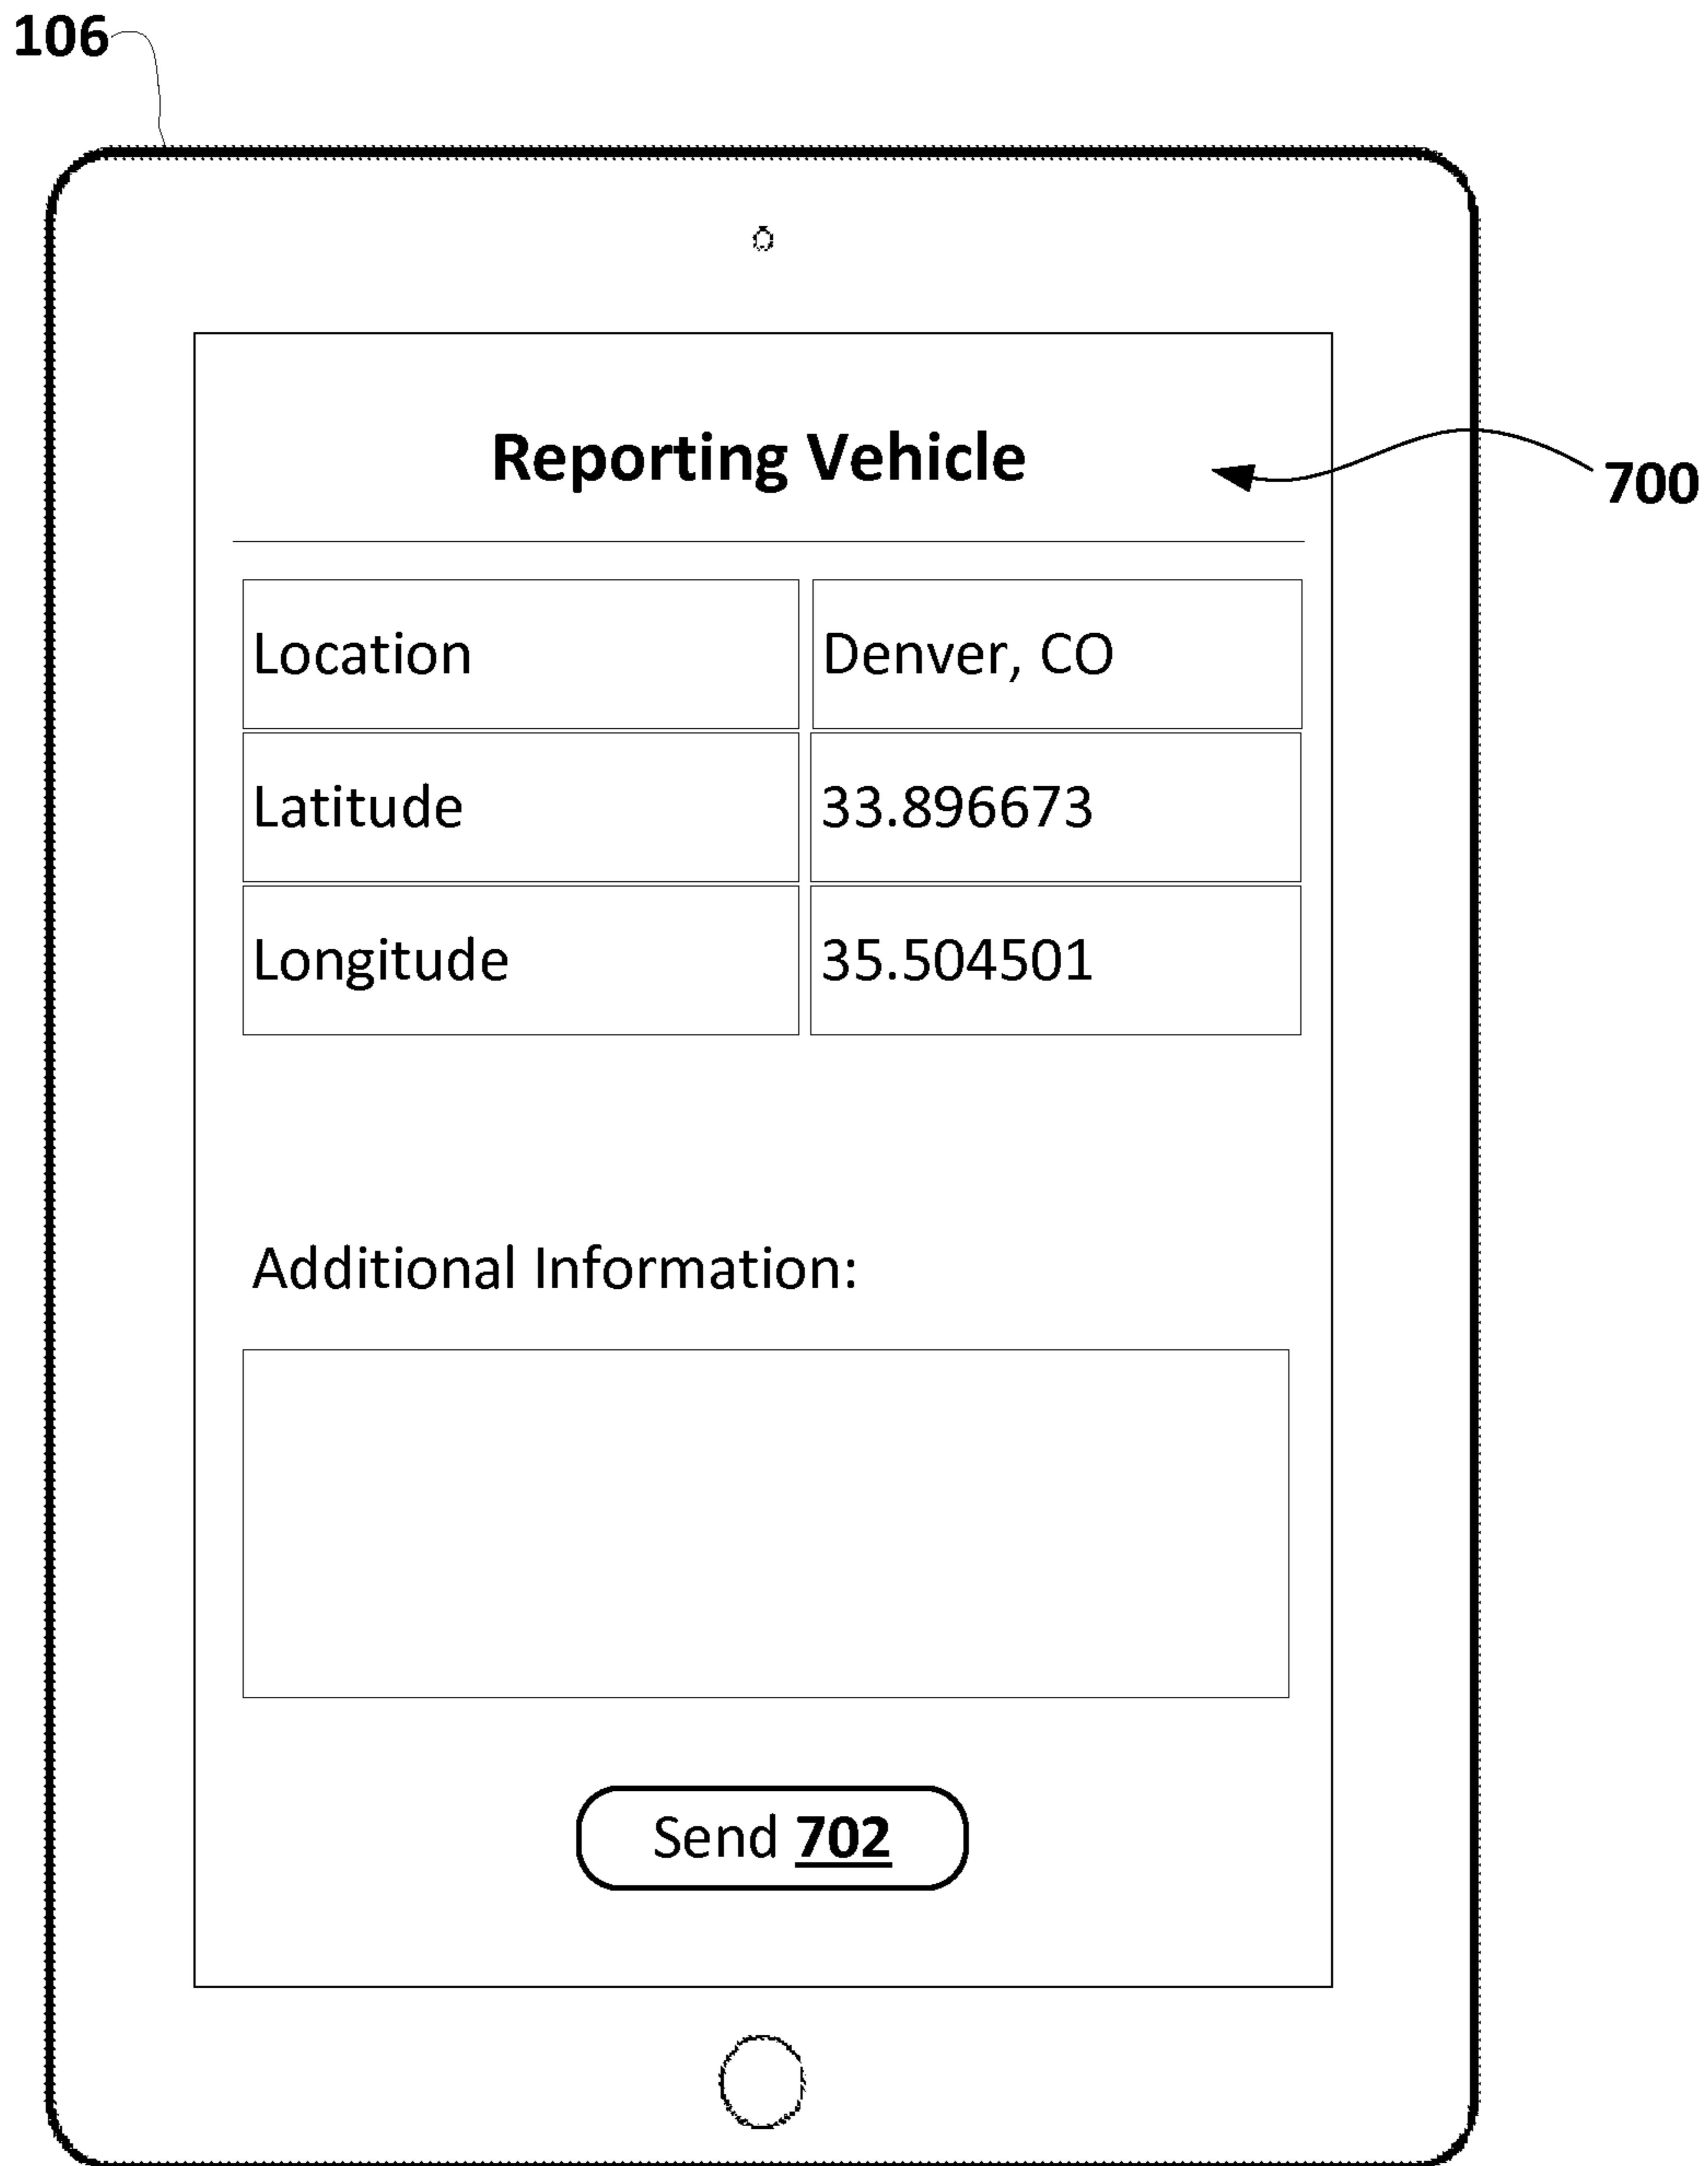 106
Reporting Vehicle
700
Location Denver, CO
Latitude 33.896673
Longitude 35.504501
Additional Information:
Send 702